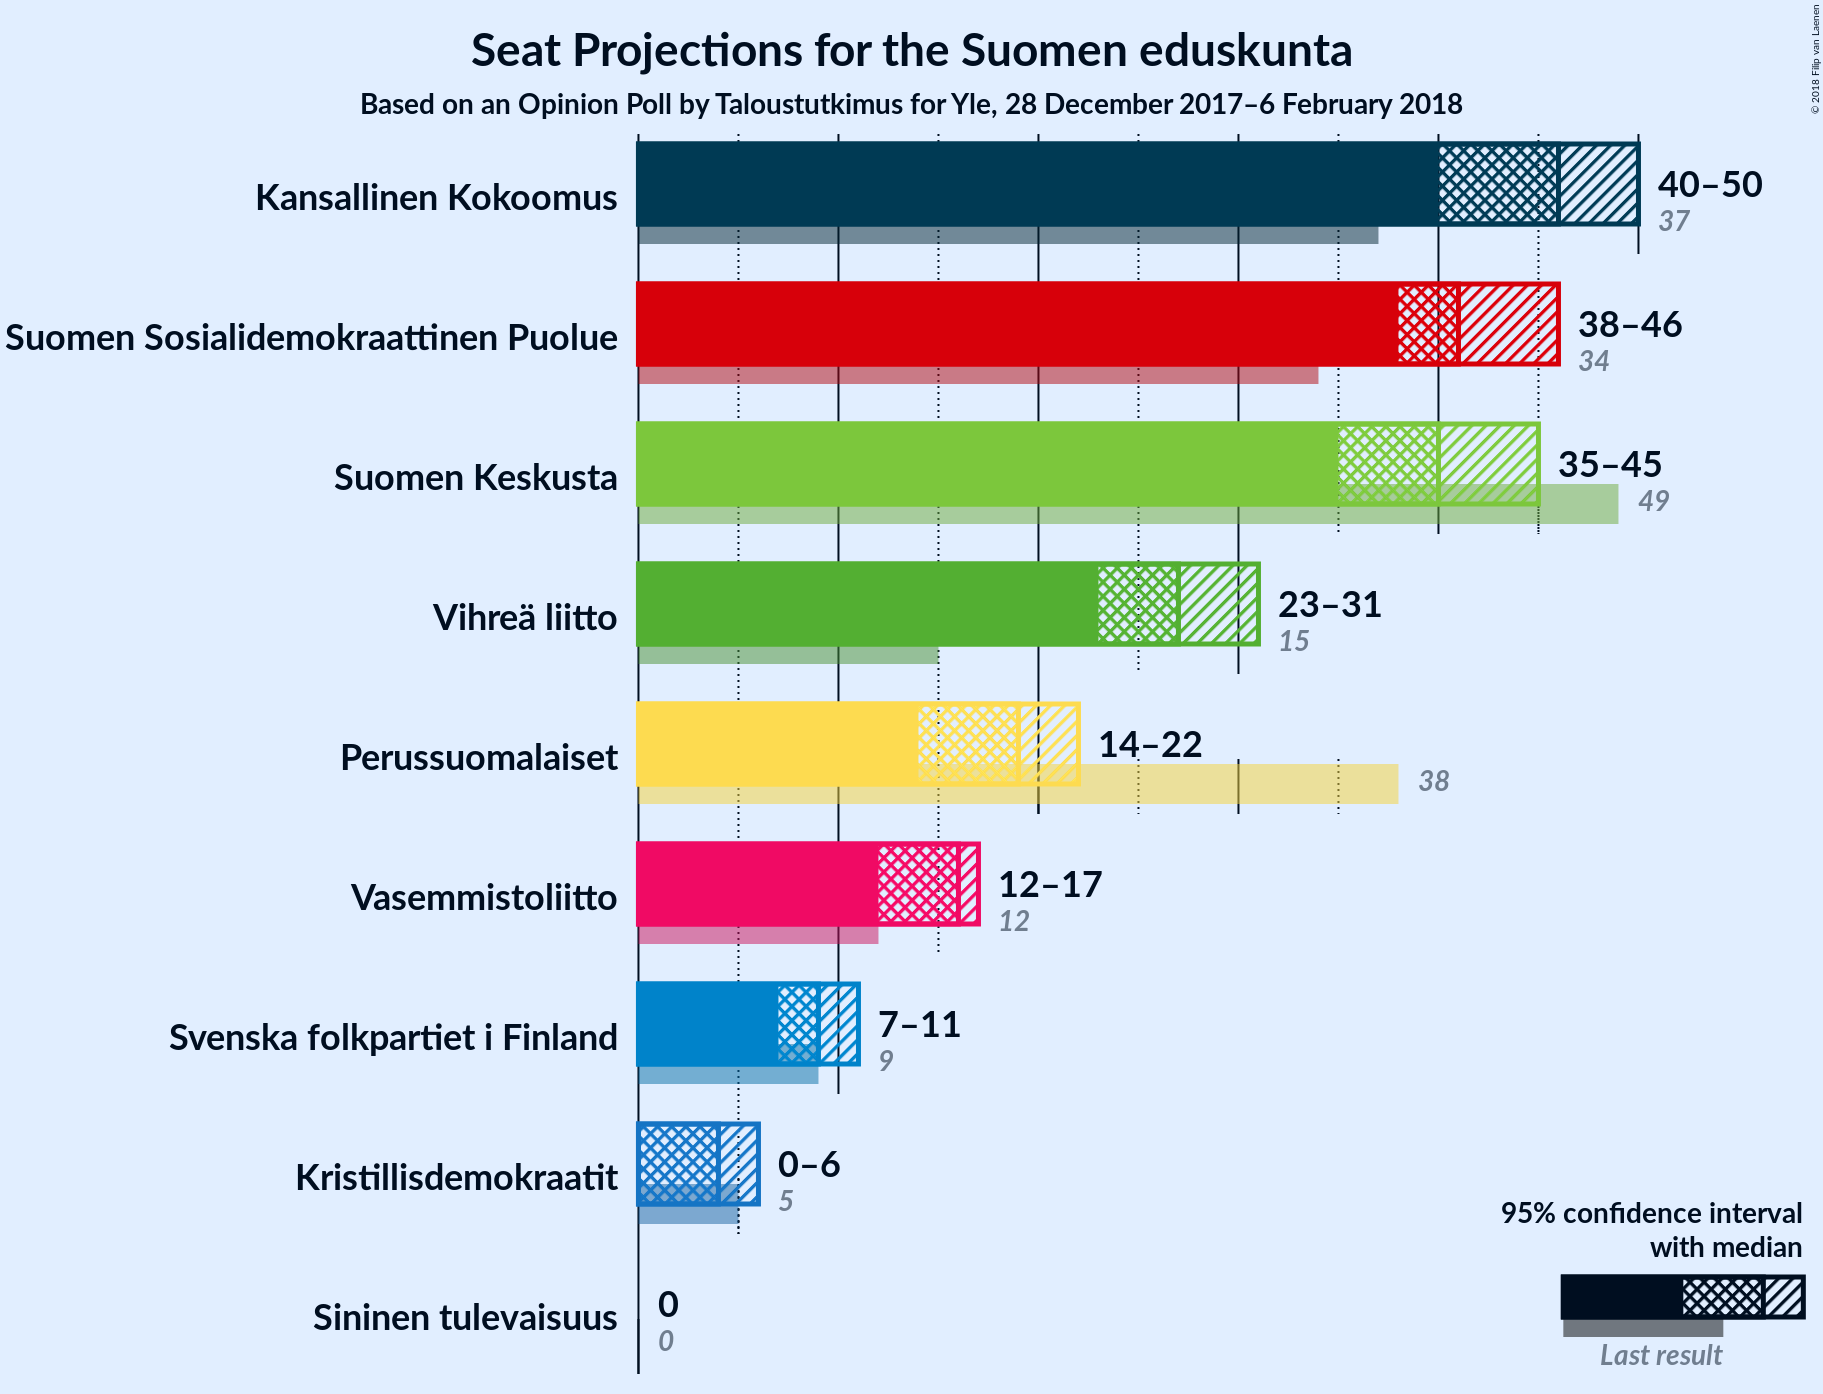 Seat Projections for the Suomen eduskunta
Based on an Opinion Poll by Taloustutkimus for Yle, 28 December 2017–6 February 2018
© 2018 Filip van Laenen
Kansallinen Kokoomus
40–50
37
Suomen Sosialidemokraattinen Puolue
38–46
34
Suomen Keskusta
35–45
49
Vihreä liitto
23–31
15
Perussuomalaiset
14–22
38
Vasemmistoliitto
12–17
12
Svenska folkpartiet i Finland
7–11
9
Kristillisdemokraatit
0–6
5
Sininen tulevaisuus
0
0
95% confidence interval
with median
Last result